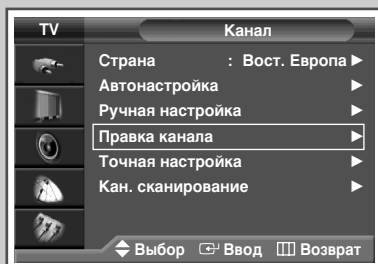 TV Канал
Страна : Вост. Европа
Автонастройка
Ручная настройка
Правка канала
Точная настройка
Кан. сканирование
Выбор Ввод Возврат